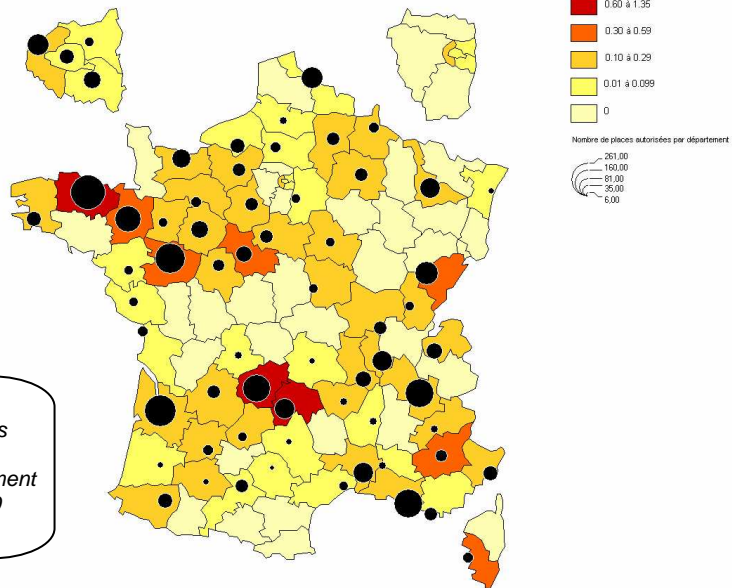 0.60 à 1.35
0.30 à 0.59
0.10 à 0.29
0.01 à 0.099
0
Nombre de places autorisées par département
261,00
160,00
81,00
35,00
6,00